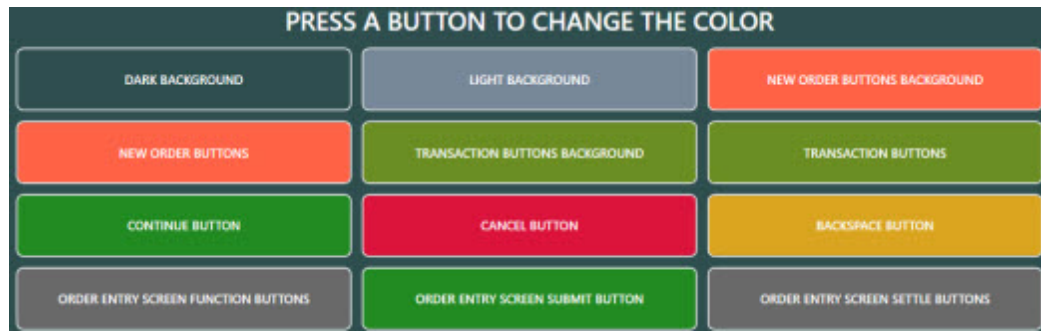 PRESS A BUTTON TO CHANGE THE COLOR
DARK BACKGROUND
LIGHT BACKGROUND
NEW ORDER BUTTONS BACKGROUND
NEW ORDER BUTTONS
TRANSACTION BUTTONS BACKGROUND
TRANSACTION BUTTONS
CONTINUE BUTTON
CANCEL BUTTON
BACKSPACE BUTTON
ORDER ENTRY SCREEN FUNCTION BUTTONS
ORDER ENTRY SCREEN SUBMIT BUTTON
ORDER ENTRY SCREEN SETTLE BUTTONS